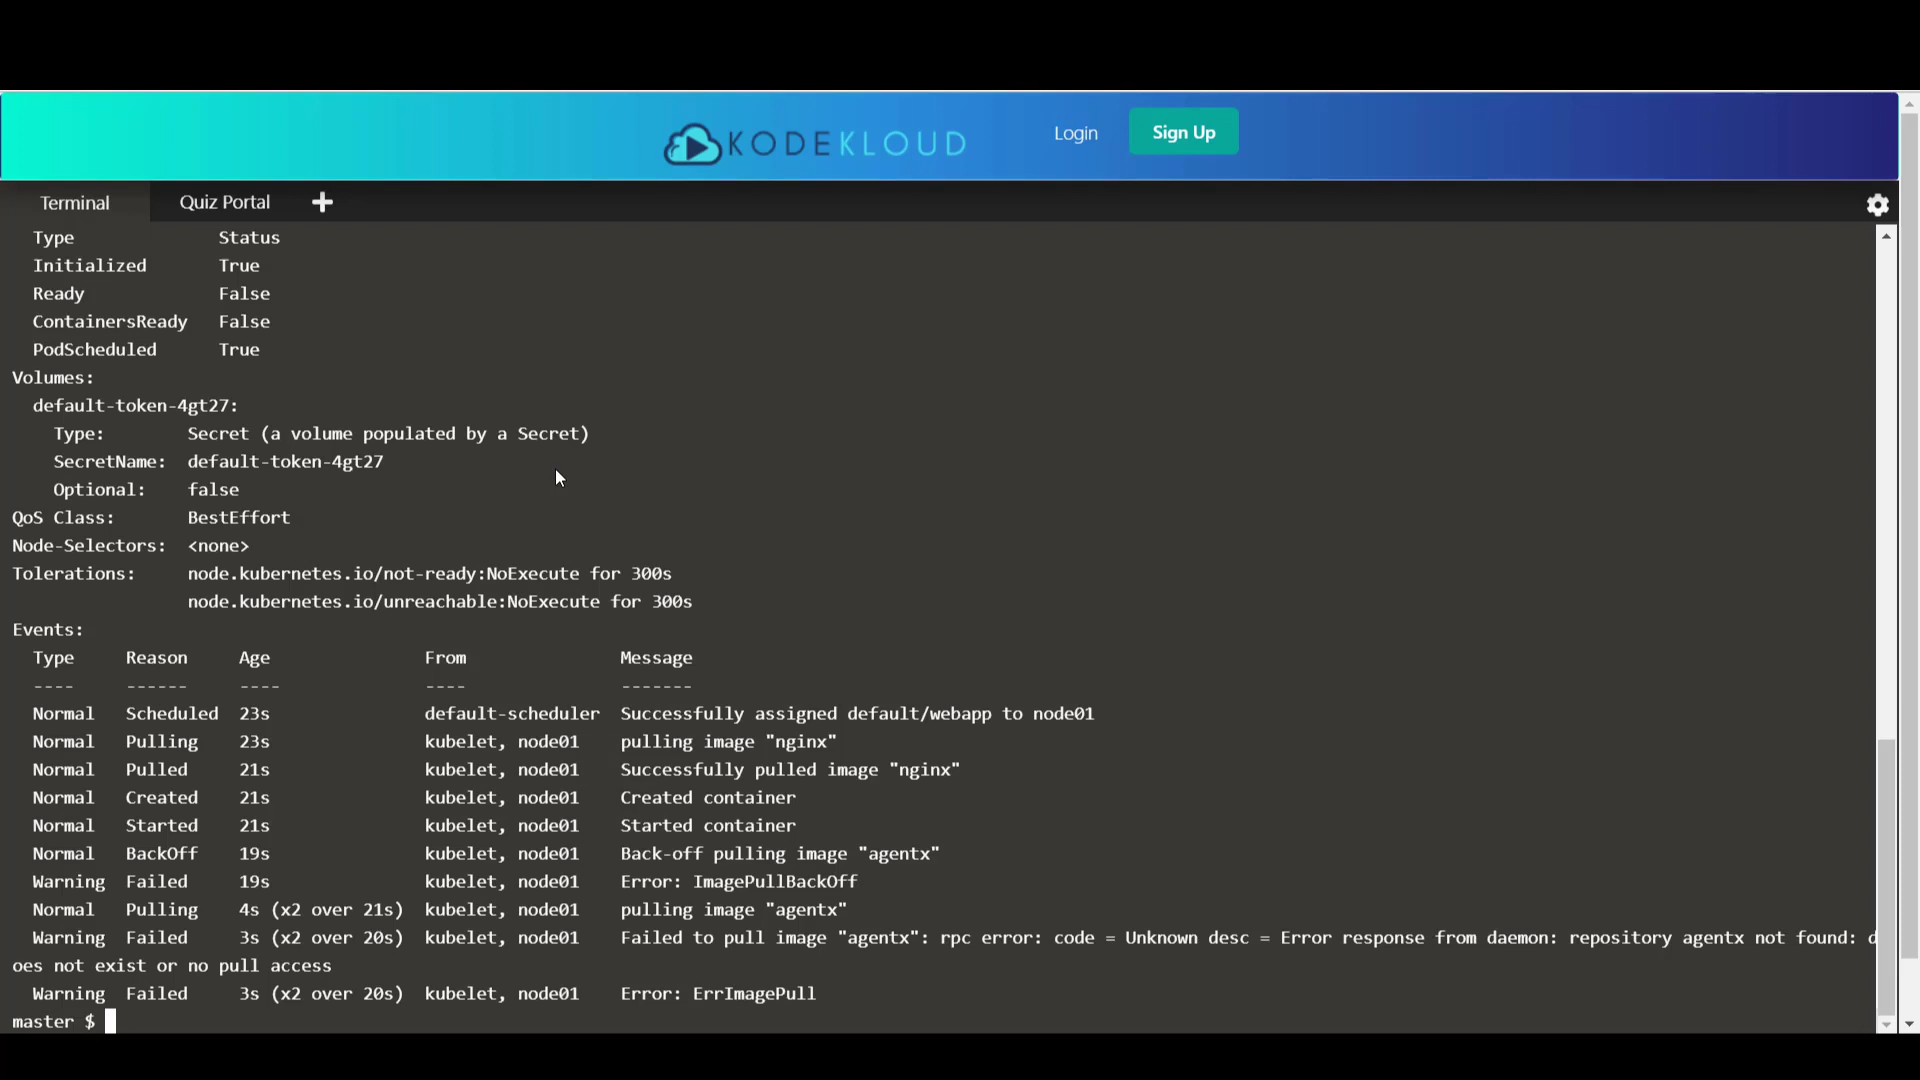 KODEKLOUD
Login
Sign Up
Terminal
Quiz Portal
Type Status
Initialized True
Ready False
ContainersReady False
PodScheduled True
Volumes:
default-token-4gt27:
Type: Secret (a volume populated by a Secret)
SecretName: default-token-4gt27
Optional: false
QoS Class: BestEffort
Node-Selectors: <none>
Tolerations: node.kubernetes.io/not-ready:NoExecute for 300s
node.kubernetes.io/unreachable:NoExecute for 300s
Events:
Type Reason Age From Message
---- ------ ---- ---- -------
Normal Scheduled 23s default-scheduler Successfully assigned default/webapp to node01
Normal Pulling 23s kubelet, node01 pulling image "nginx"
Normal Pulled 21s kubelet, node01 Successfully pulled image "nginx"
Normal Created 21s kubelet, node01 Created container
Normal Started 21s kubelet, node01 Started container
Normal BackOff 19s kubelet, node01 Back-off pulling image "agentx"
Warning Failed 19s kubelet, node01 Error: ImagePullBackOff
Normal Pulling 4s (x2 over 21s) kubelet, node01 pulling image "agentx"
Warning Failed 3s (x2 over 20s) kubelet, node01 Failed to pull image "agentx": rpc error: code = Unknown desc = Error response from daemon: repository agentx not found: d
oes not exist or no pull access
Warning Failed 3s (x2 over 20s) kubelet, node01 Error: ErrImagePull
master $